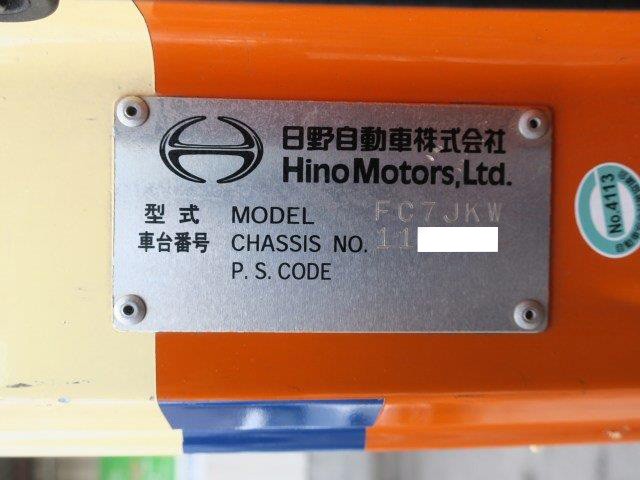 日野自動車株式会社
Hino Motors, Ltd.
型式 MODEL FC7JKW
車台番号 CHASSIS NO. 11
P. S. CODE
No.4113